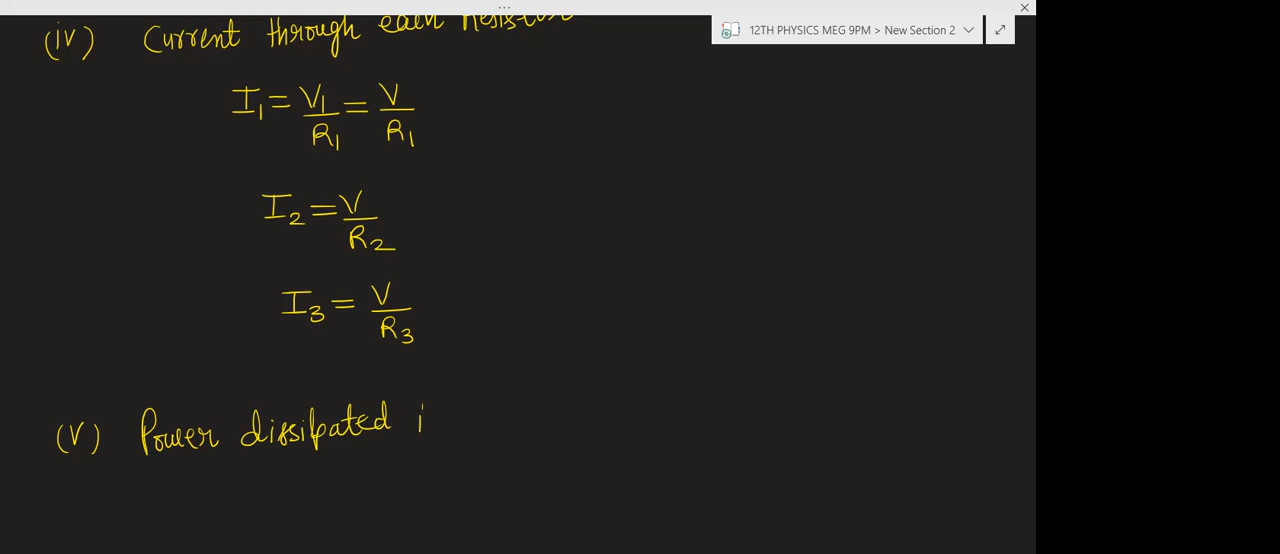 12TH PHYSICS MEG 9PM > New Section 2
(iv) Current through each Resistor
I₁ = V₁/R₁ = V/R₁
I₂ = V/R₂
I₃ = V/R₃
(V) Power dissipated i